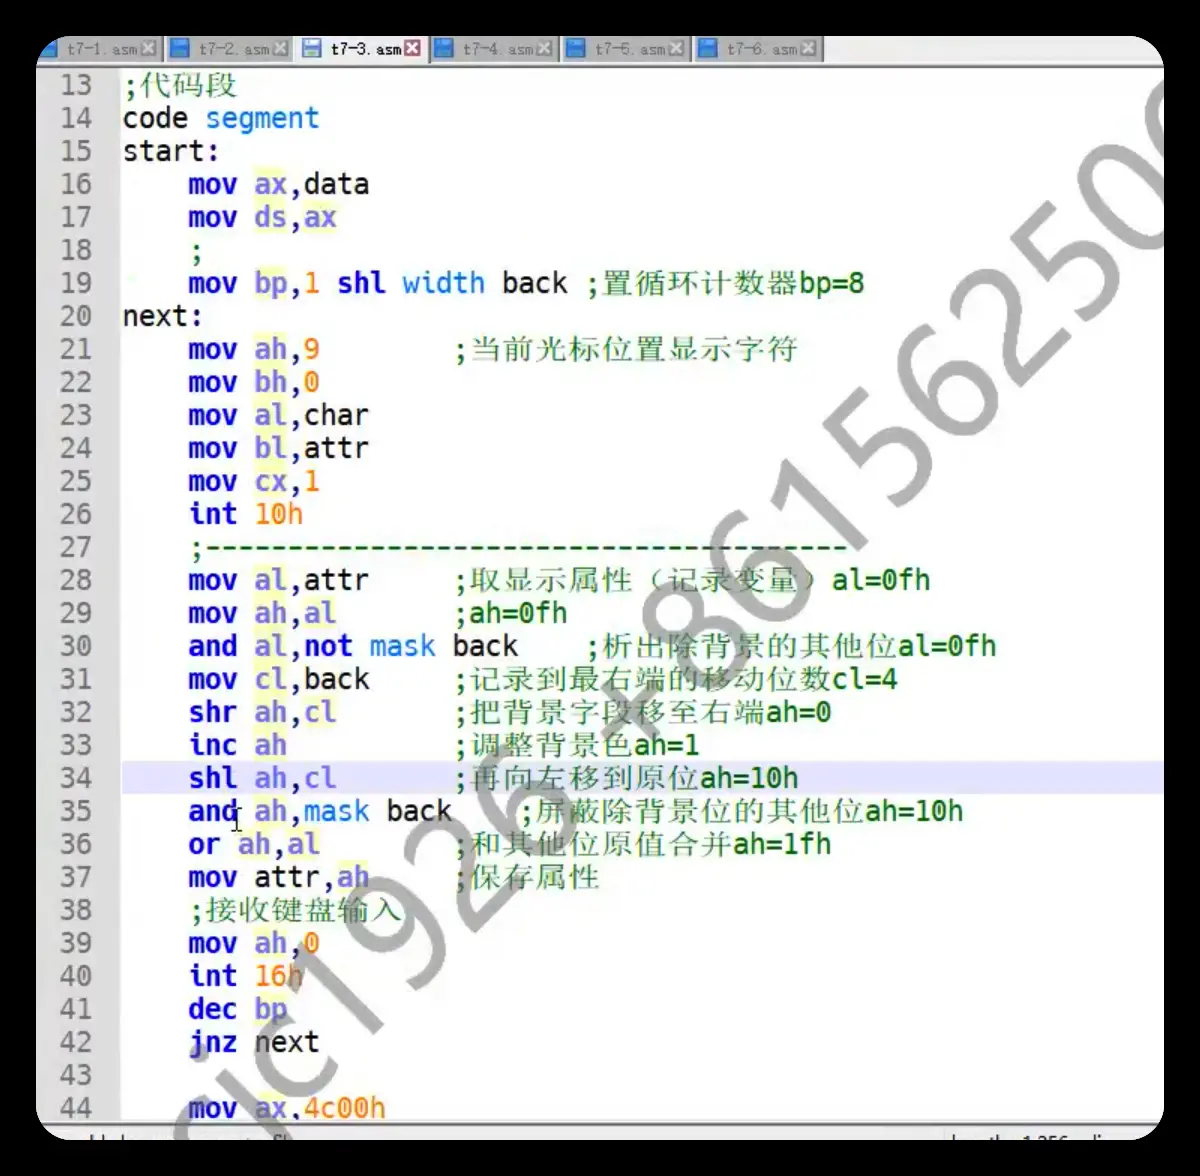 t7-1.asm t7-2.asm t7-3.asm t7-4.asm t7-5.asm t7-6.asm
13 ;代码段
14 code segment
15 start:
16 mov ax,data
17 mov ds,ax
18 ;
19 mov bp,1 shl width back ;置循环计数器bp=8
20 next:
21 mov ah,9 ;当前光标位置显示字符
22 mov bh,0
23 mov al,char
24 mov bl,attr
25 mov cx,1
26 int 10h
27 ;---------------------------------------
28 mov al,attr ;取显示属性（记录变量）al=0fh
29 mov ah,al ;ah=0fh
30 and al,not mask back ;析出除背景的其他位al=0fh
31 mov cl,back ;记录到最右端的移动位数cl=4
32 shr ah,cl ;把背景字段移至右端ah=0
33 inc ah ;调整背景色ah=1
34 shl ah,cl ;再向左移到原位ah=10h
35 and ah,mask back ;屏蔽除背景位的其他位ah=10h
36 or ah,al ;和其他位原值合并ah=1fh
37 mov attr,ah ;保存属性
38 ;接收键盘输入
39 mov ah,0
40 int 16h
41 dec bp
42 jnz next
43
44 mov ax,4c00h